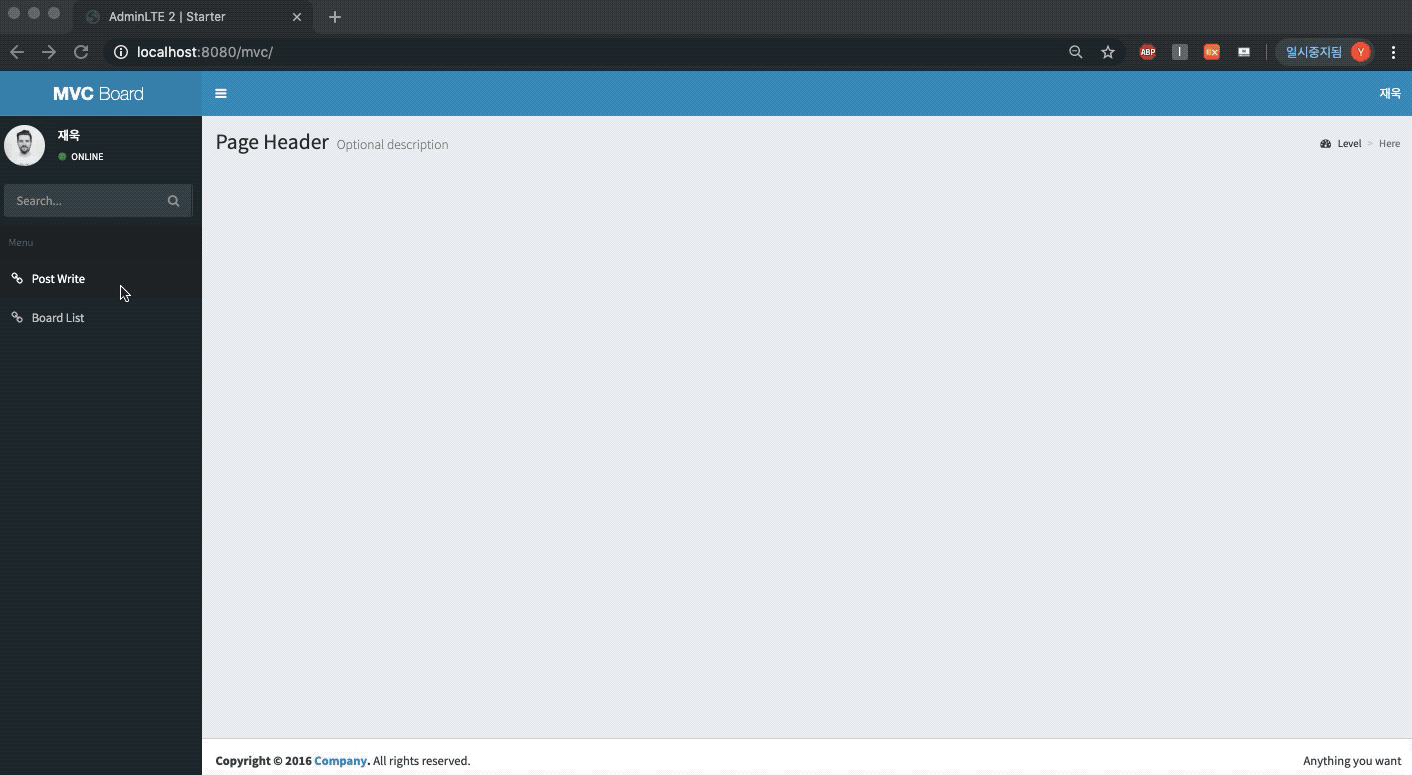 AdminLTE 2 | Starter
localhost:8080/mvc/
ABP
I
EX
일시중지됨
Y
MVC Board
재욱
재욱
ONLINE
Page Header Optional description
Level > Here
Search...
Menu
Post Write
Board List
Copyright © 2016 Company. All rights reserved.
Anything you want